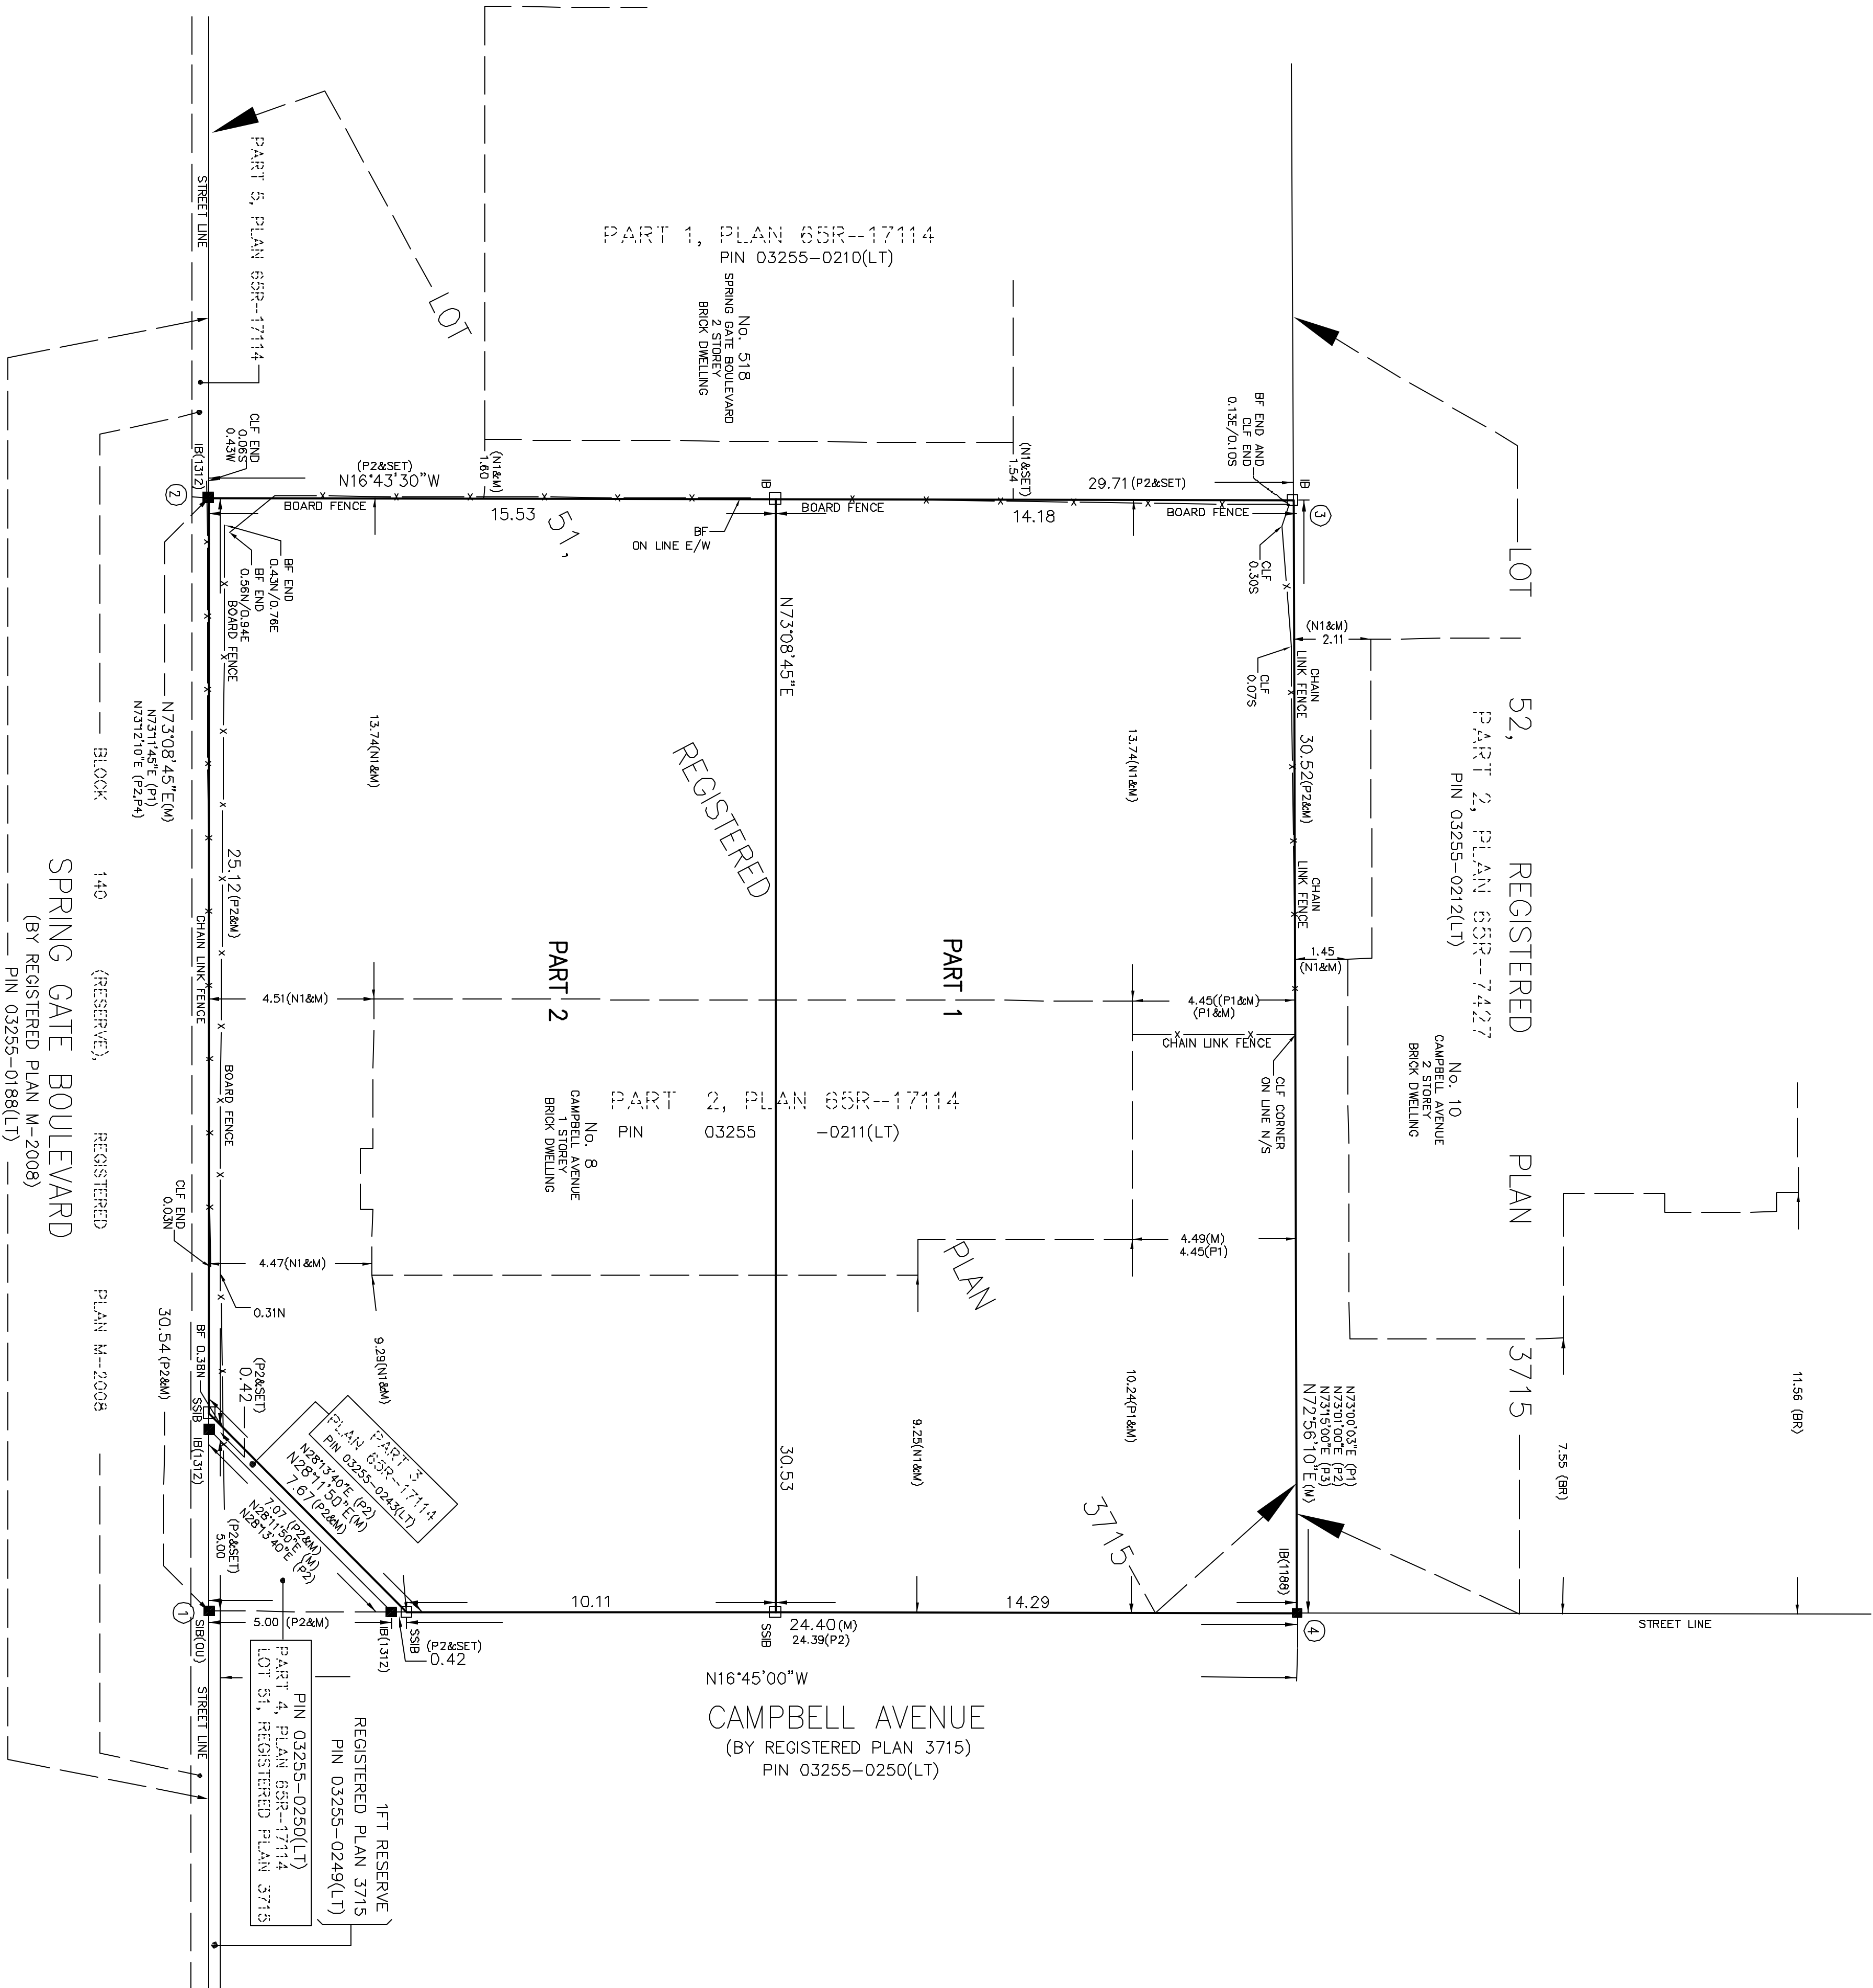 PART 1, PLAN 65R-17114
PIN 03255-0210(LT)
No. 518
SPRING GATE BOULEVARD
2 STOREY
BRICK DWELLING
PART 5, PLAN 65R-17114
STREET LINE
LOT
51,
REGISTERED
PLAN
3715
CLF END
0.06S
0.43W
IB(1312)
2
(P2&SET)
N16°43'30"W
(N1&M)
1.60
BOARD FENCE
15.53
IB
BF
ON LINE E/W
BOARD FENCE
14.18
(N1&SET)
1.54
29.71 (P2&SET)
BOARD FENCE
BF END AND
CLF END
0.13E/0.10S
IB
3
CLF
0.30S
CLF
0.07S
(N1&M)
2.11
CHAIN
LINK FENCE
30.52(P2&M)
CHAIN
LINK FENCE
1.45
(N1&M)
LOT
52,
REGISTERED
PLAN
3715
PART 2, PLAN 65R-7427
PIN 03255-0212(LT)
No. 10
CAMPBELL AVENUE
2 STOREY
BRICK DWELLING
11.56 (BR)
7.55 (BR)
BF END
0.43N/0.76E
BF END
0.56N/0.94E
BOARD FENCE
N73°08'45"E(M)
N73°11'45"E (P1)
N73°12'10"E (P2,P4)
13.74(N1&M)
N73°08'45"E
13.74(N1&M)
25.12(P2&M)
CHAIN LINK FENCE
BOARD FENCE
4.51(N1&M)
PART 2
PART 1
4.45((P1&M)
(P1&M)
CHAIN LINK FENCE
CLF CORNER
ON LINE N/S
PART 2, PLAN 65R-17114
PIN 03255 -0211(LT)
No. 8
CAMPBELL AVENUE
1 STOREY
BRICK DWELLING
CLF END
0.03N
4.47(N1&M)
4.49(M)
4.45(P1)
0.31N
9.29(N1&M)
BF 0.38N
SSIB
IB(1312)
(P2&SET)
0.42
30.54(P2&M)
30.53
9.25(N1&M)
10.24(P1&M)
N73°00'03"E (P1)
N73°01'00"E (P2)
N73°15'00"E (P3)
N72°56'10"E(M)
IB(1188)
4
PART 3
PLAN 65R-17114
PIN 03255-0243(LT)
N28°13'40"E (P2)
N28°11'50"E(M)
7.67(P2&M)
7.07 (P2&M)
N28°11'50"E (M)
N28°13'40"E (P2)
(P2&SET)
5.00
1
SIB(OU)
5.00 (P2&M)
IB(1312)
SSIB
(P2&SET)
0.42
10.11
SSIB
24.40(M)
24.39(P2)
14.29
STREET LINE
N16°45'00"W
CAMPBELL AVENUE
(BY REGISTERED PLAN 3715)
PIN 03255-0250(LT)
STREET LINE
1FT RESERVE
REGISTERED PLAN 3715
PIN 03255-0249(LT)
PIN 03255-0250(LT)
PART 4, PLAN 65R-17114
LOT 51, REGISTERED PLAN 3715
BLOCK 140 (RESERVE), REGISTERED PLAN M-2008
SPRING GATE BOULEVARD
(BY REGISTERED PLAN M-2008)
PIN 03255-0188(LT)